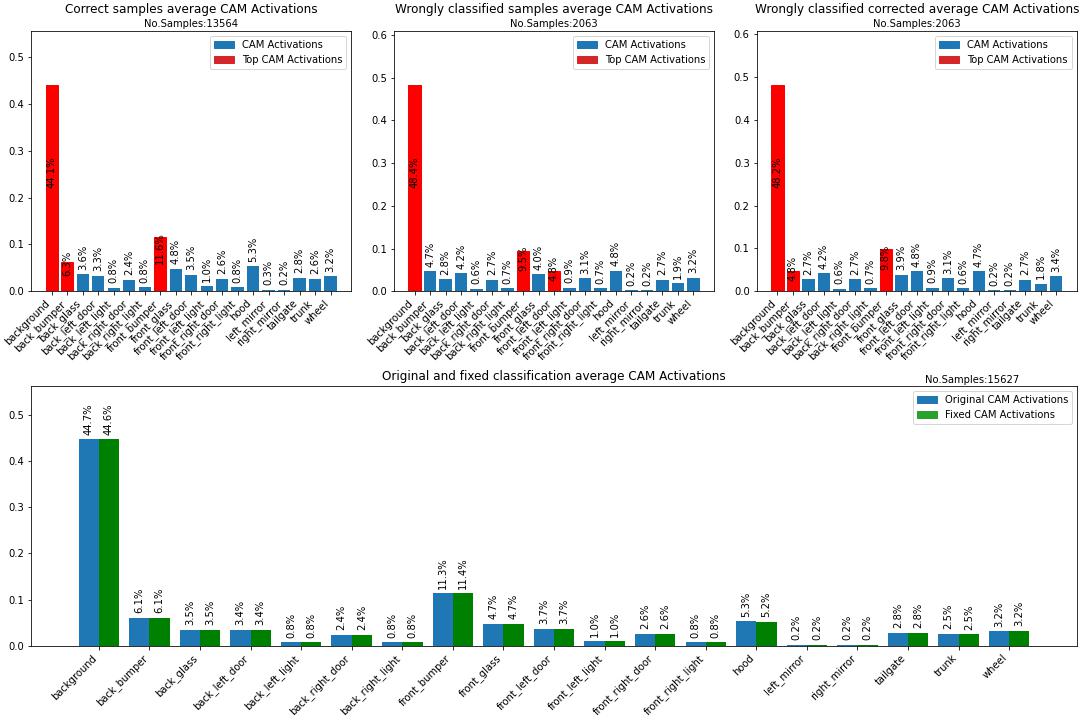 Correct samples average CAM Activations
No.Samples:13564
CAM Activations
Top CAM Activations
0.5
0.4
0.3
0.2
0.1
0.0
44.1%
6.3%
3.6%
3.3%
0.8%
2.4%
0.8%
11.6%
4.8%
3.5%
1.0%
2.6%
0.8%
5.3%
0.3%
0.2%
2.8%
2.6%
3.2%
background
back_bumper
back_glass
back_left_door
back_left_light
back_right_door
back_right_light
front_bumper
front_glass
front_left_door
front_left_light
front_right_door
front_right_light
hood
left_mirror
right_mirror
tailgate
trunk
wheel
Wrongly classified samples average CAM Activations
No.Samples:2063
CAM Activations
Top CAM Activations
0.6
0.5
0.4
0.3
0.2
0.1
0.0
48.4%
4.7%
2.8%
4.2%
0.6%
2.7%
0.7%
9.5%
4.0%
4.8%
0.9%
3.1%
0.7%
4.8%
0.2%
0.2%
2.7%
1.9%
3.2%
background
back_bumper
back_glass
back_left_door
back_left_light
back_right_door
back_right_light
front_bumper
front_glass
front_left_door
front_left_light
front_right_door
front_right_light
hood
left_mirror
right_mirror
tailgate
trunk
wheel
Wrongly classified corrected average CAM Activations
No.Samples:2063
CAM Activations
Top CAM Activations
0.6
0.5
0.4
0.3
0.2
0.1
0.0
48.2%
4.8%
2.7%
4.2%
0.6%
2.7%
0.7%
9.8%
3.9%
4.8%
0.9%
3.1%
0.6%
4.7%
0.2%
0.2%
2.7%
1.8%
3.4%
background
back_bumper
back_glass
back_left_door
back_left_light
back_right_door
back_right_light
front_bumper
front_glass
front_left_door
front_left_light
front_right_door
front_right_light
hood
left_mirror
right_mirror
tailgate
trunk
wheel
Original and fixed classification average CAM Activations
No.Samples:15627
Original CAM Activations
Fixed CAM Activations
0.5
0.4
0.3
0.2
0.1
0.0
44.7%
44.6%
6.1%
6.1%
3.5%
3.5%
3.4%
3.4%
0.8%
0.8%
2.4%
2.4%
0.8%
0.8%
11.3%
11.4%
4.7%
4.7%
3.7%
3.7%
1.0%
1.0%
2.6%
2.6%
0.8%
0.8%
5.3%
5.2%
0.2%
0.2%
0.2%
0.2%
2.8%
2.8%
2.5%
2.5%
3.2%
3.2%
background
back_bumper
back_glass
back_left_door
back_left_light
back_right_door
back_right_light
front_bumper
front_glass
front_left_door
front_left_light
front_right_door
front_right_light
hood
left_mirror
right_mirror
tailgate
trunk
wheel